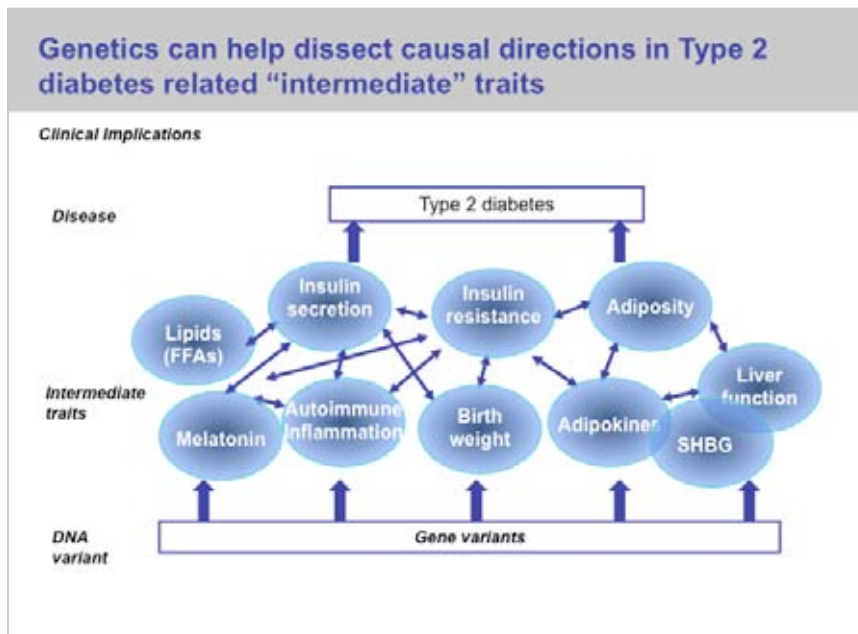 Genetics can help dissect causal directions in Type 2
diabetes related “intermediate” traits
Clinical Implications
Disease
Type 2 diabetes
Insulin
secretion
Insulin
resistance
Adiposity
Lipids
(FFAs)
Intermediate
traits
Melatonin
Autoimmune
Inflammation
Birth
weight
Adipokines
Liver
function
SHBG
DNA
variant
Gene variants